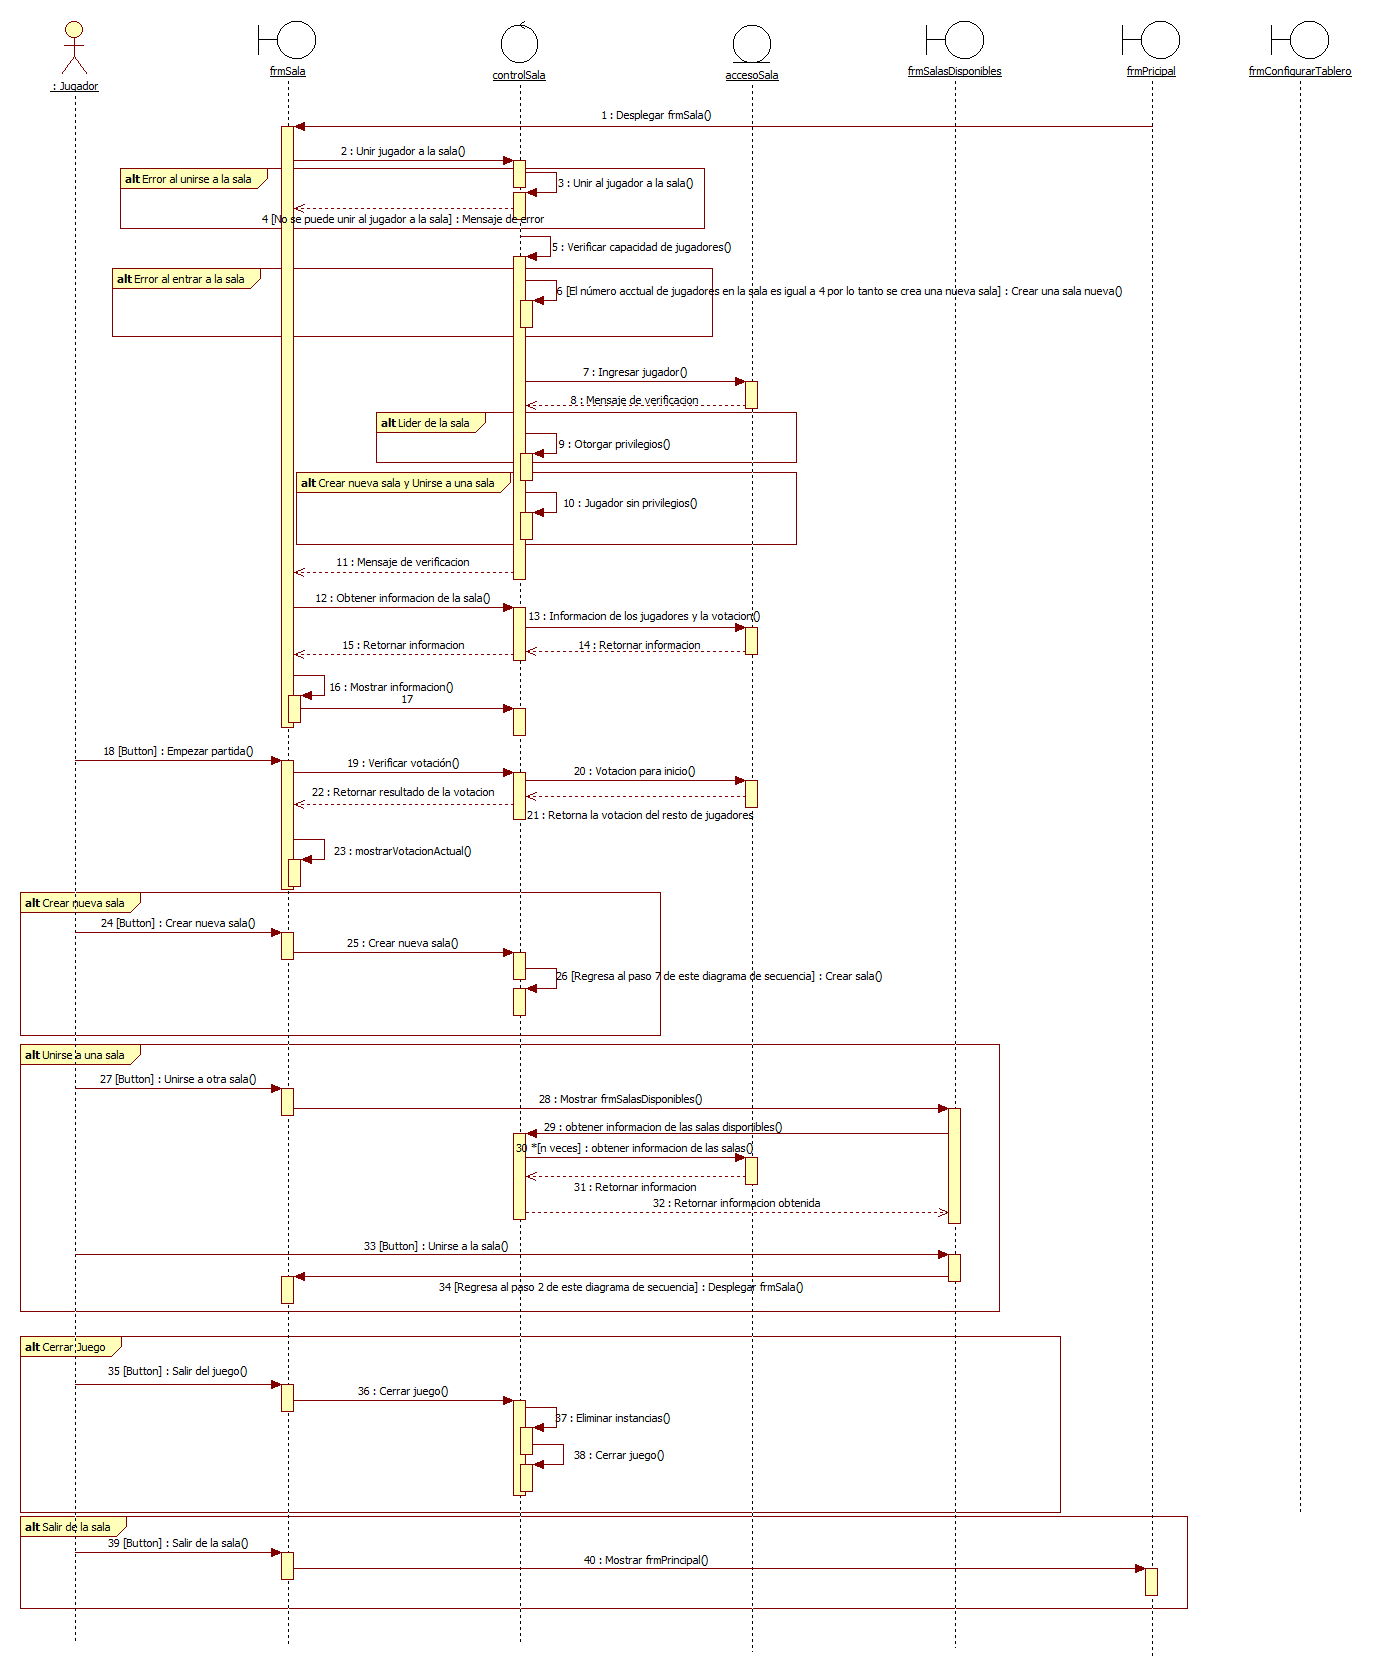 : Jugador
frmSala
controlSala
accesoSala
frmSalasDisponibles
frmPricipal
frmConfigurarTablero
1 : Desplegar frmSala()
2 : Unir jugador a la sala()
alt Error al unirse a la sala
3 : Unir al jugador a la sala()
4 [No se puede unir al jugador a la sala] : Mensaje de error
5 : Verificar capacidad de jugadores()
alt Error al entrar a la sala
6 [El número acctual de jugadores en la sala es igual a 4 por lo tanto se crea una nueva sala] : Crear una sala nueva()
7 : Ingresar jugador()
8 : Mensaje de verificacion
alt Lider de la sala
9 : Otorgar privilegios()
alt Crear nueva sala y Unirse a una sala
10 : Jugador sin privilegios()
11 : Mensaje de verificacion
12 : Obtener informacion de la sala()
13 : Informacion de los jugadores y la votacion()
14 : Retornar informacion
15 : Retornar informacion
16 : Mostrar informacion()
17
18 [Button] : Empezar partida()
19 : Verificar votación()
20 : Votacion para inicio()
22 : Retornar resultado de la votacion
21 : Retorna la votacion del resto de jugadores
23 : mostrarVotacionActual()
alt Crear nueva sala
24 [Button] : Crear nueva sala()
25 : Crear nueva sala()
26 [Regresa al paso 7 de este diagrama de secuencia] : Crear sala()
alt Unirse a una sala
27 [Button] : Unirse a otra sala()
28 : Mostrar frmSalasDisponibles()
29 : obtener informacion de las salas disponibles()
30 *[n veces] : obtener informacion de las salas()
31 : Retornar informacion
32 : Retornar informacion obtenida
33 [Button] : Unirse a la sala()
34 [Regresa al paso 2 de este diagrama de secuencia] : Desplegar frmSala()
alt Cerrar Juego
35 [Button] : Salir del juego()
36 : Cerrar juego()
37 : Eliminar instancias()
38 : Cerrar juego()
alt Salir de la sala
39 [Button] : Salir de la sala()
40 : Mostrar frmPrincipal()